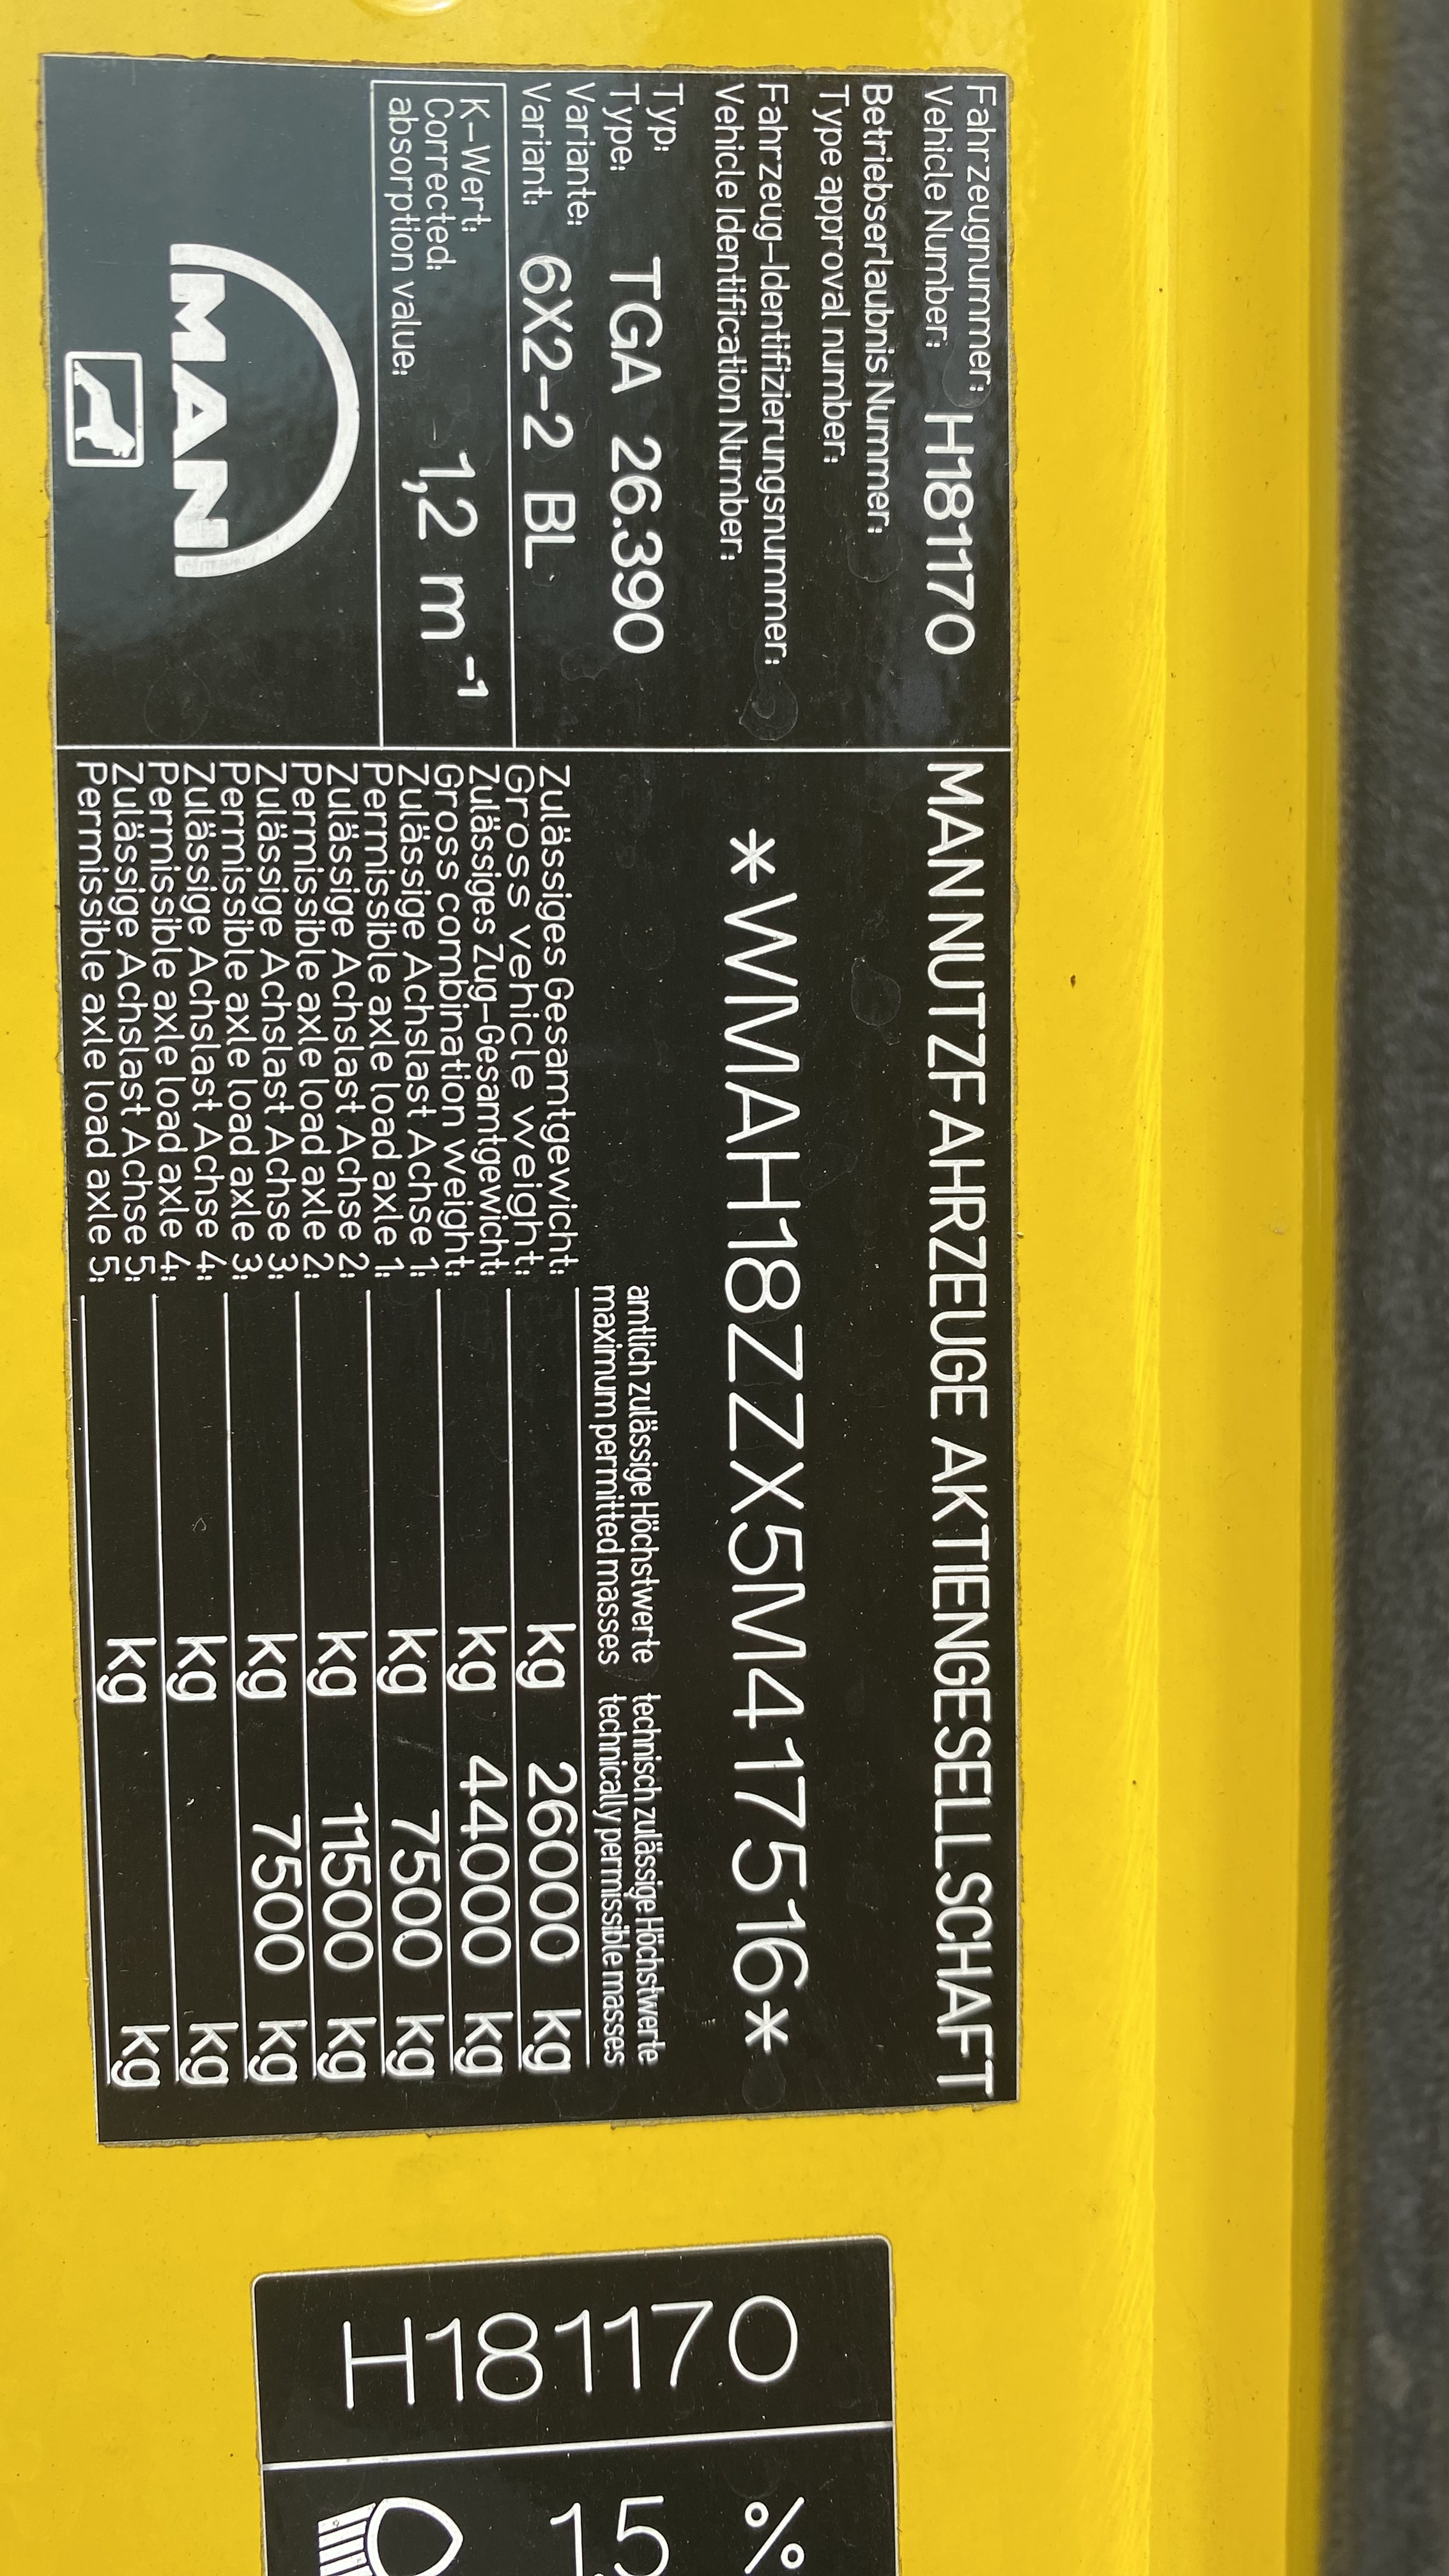 Fahrzeugnummer:
Vehicle Number: H181170
MAN NUTZFAHRZEUGE AKTIENGESELLSCHAFT
Betriebserlaubnis Nummer:
Type approval number:
Fahrzeug-Identifizierungsnummer:
Vehicle Identification Number:
*WMAH18ZZX5M417516*
Typ:
Type: TGA 26.390
Variante:
Variant: 6X2-2 BL
K-Wert:
Corrected:
absorption value: 1,2 m⁻¹
MAN
amtlich zulässige Höchstwerte technisch zulässige Höchstwerte
maximum permitted masses technically permissible masses
Zulässiges Gesamtgewicht:
Gross vehicle weight: kg 26000 kg
Zulässiges Zug-Gesamtgewicht:
Gross combination weight: kg 44000 kg
Zulässige Achslast Achse 1:
Permissible axle load axle 1: kg 7500 kg
Zulässige Achslast Achse 2:
Permissible axle load axle 2: kg 11500 kg
Zulässige Achslast Achse 3:
Permissible axle load axle 3: kg 7500 kg
Zulässige Achslast Achse 4:
Permissible axle load axle 4: kg kg
Zulässige Achslast Achse 5:
Permissible axle load axle 5: kg kg
H181170
%
1,5